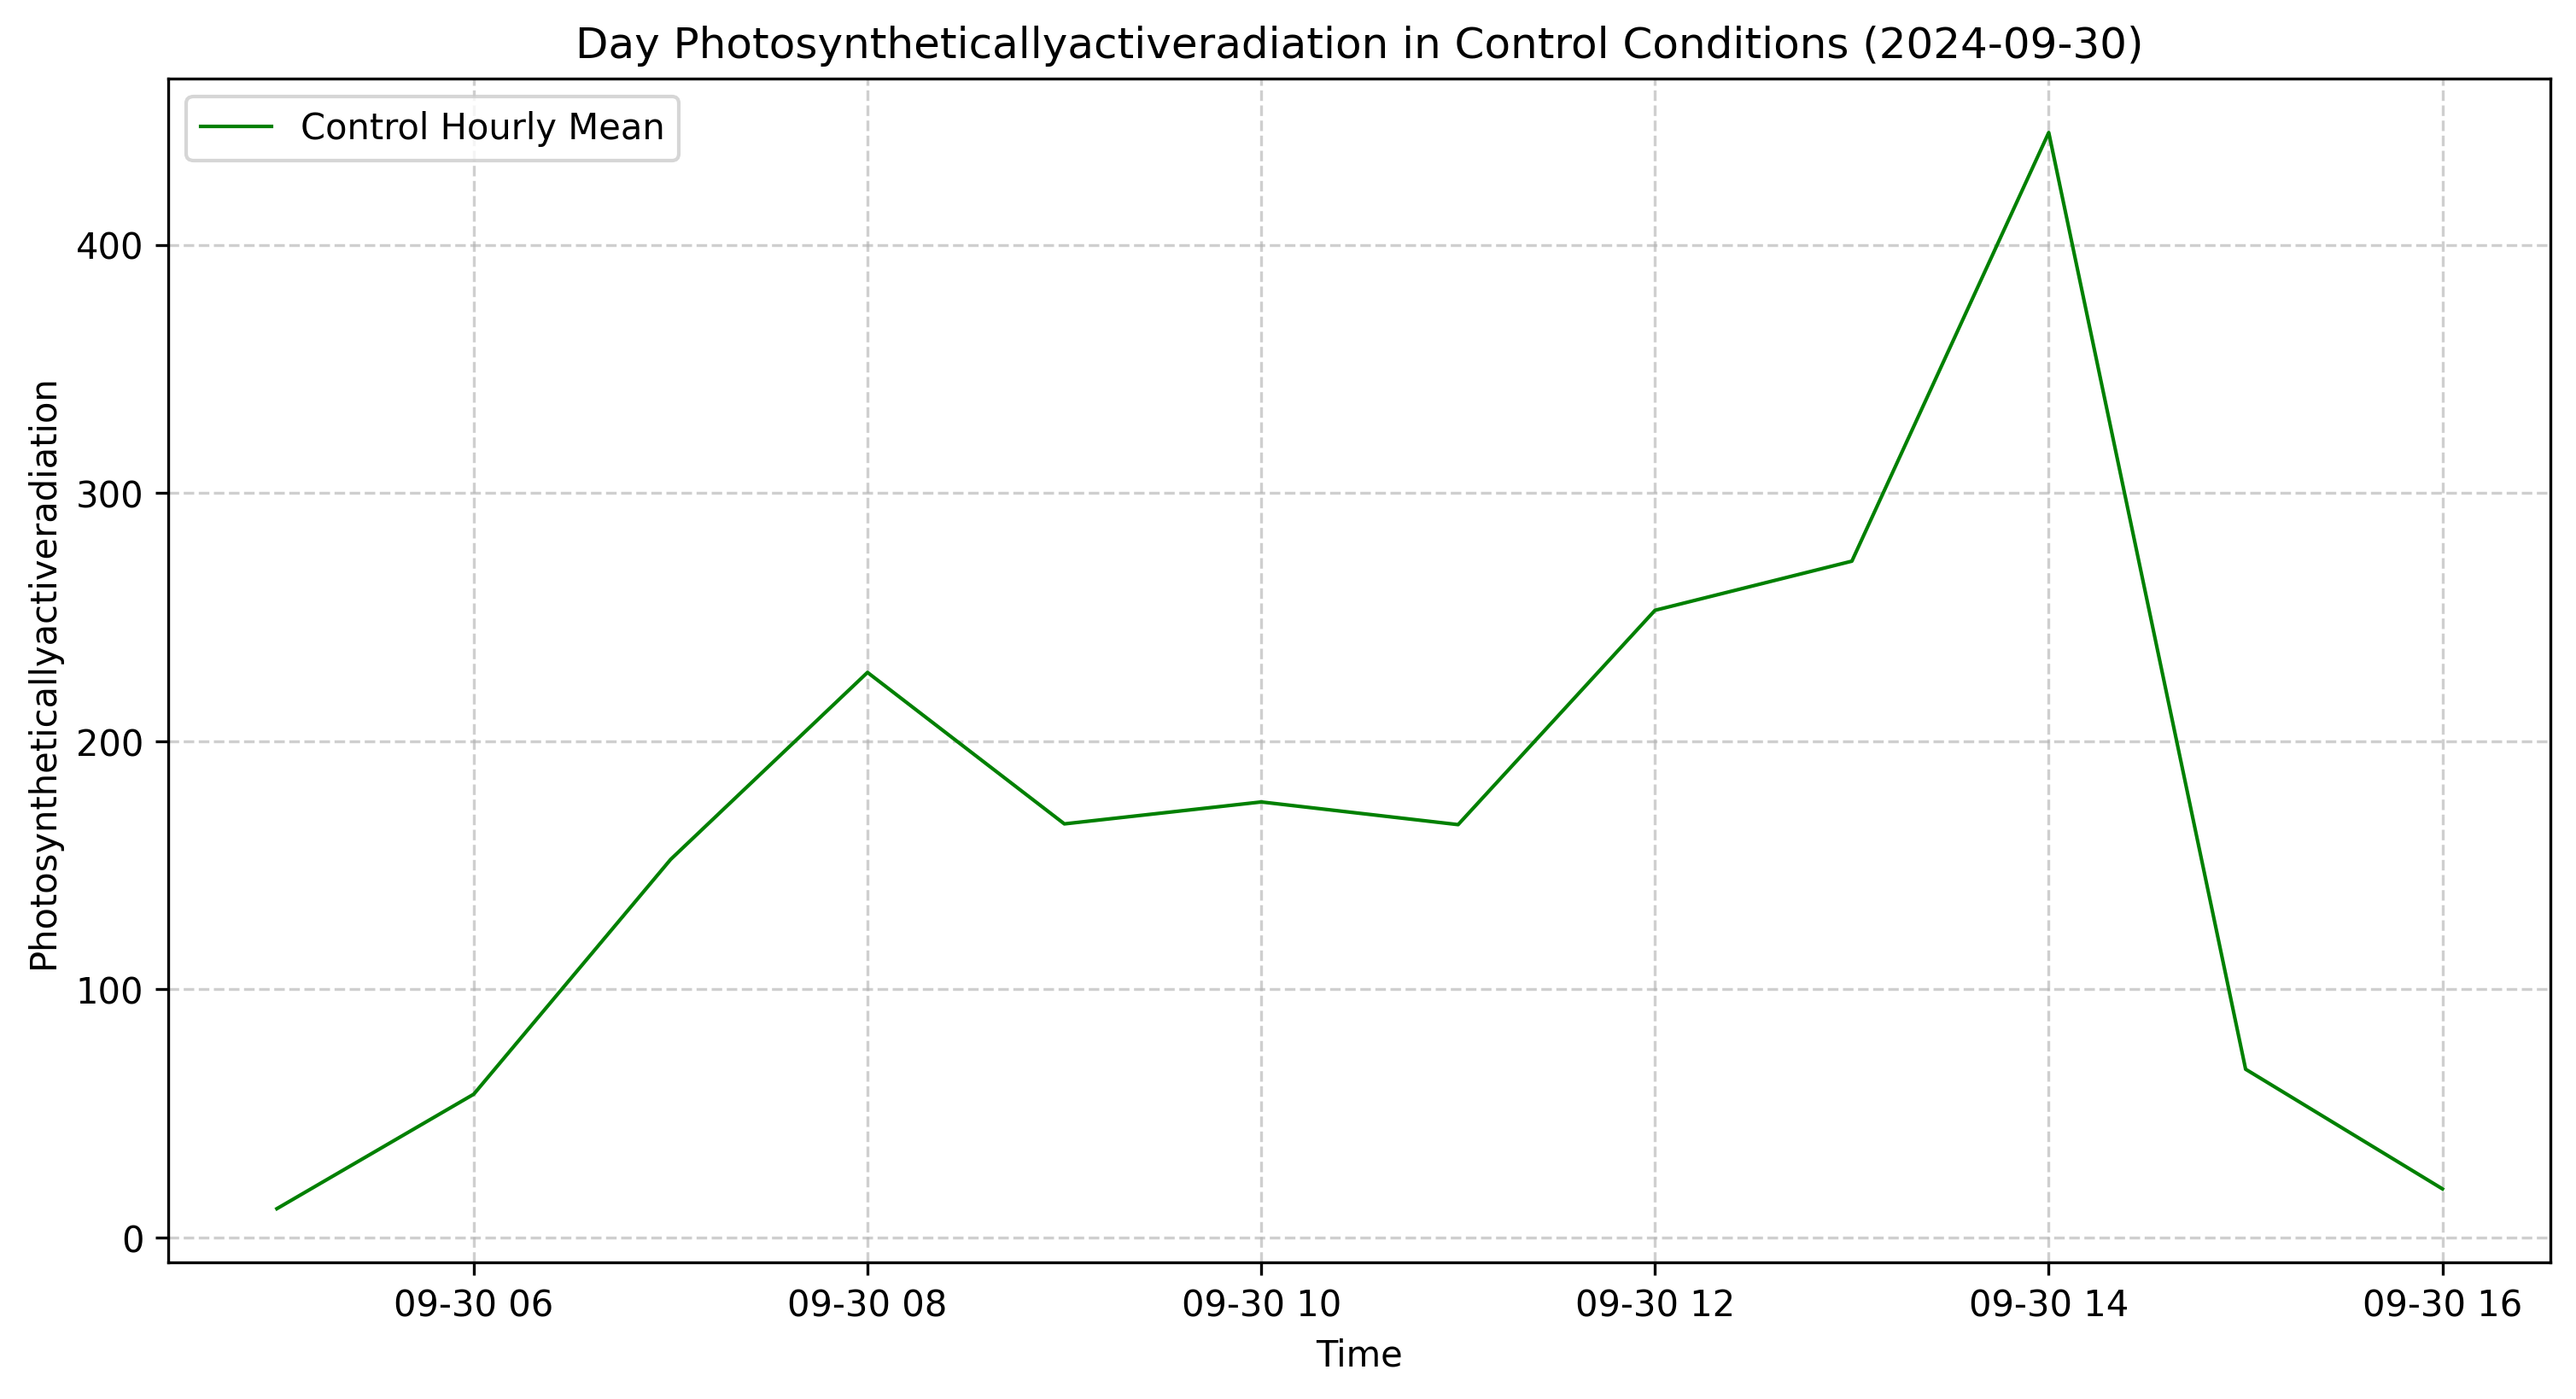 Day Photosyntheticallyactiveradiation in Control Conditions (2024-09-30)
Control Hourly Mean
Photosyntheticallyactiveradiation
400
300
200
100
0
09-30 06
09-30 08
09-30 10
09-30 12
09-30 14
09-30 16
Time